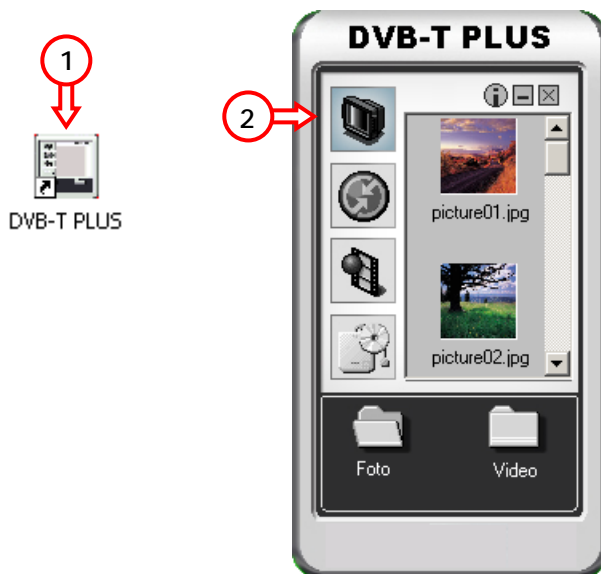 1
DVB-T PLUS
DVB-T PLUS
2
picture01.jpg
picture02.jpg
Foto
Video